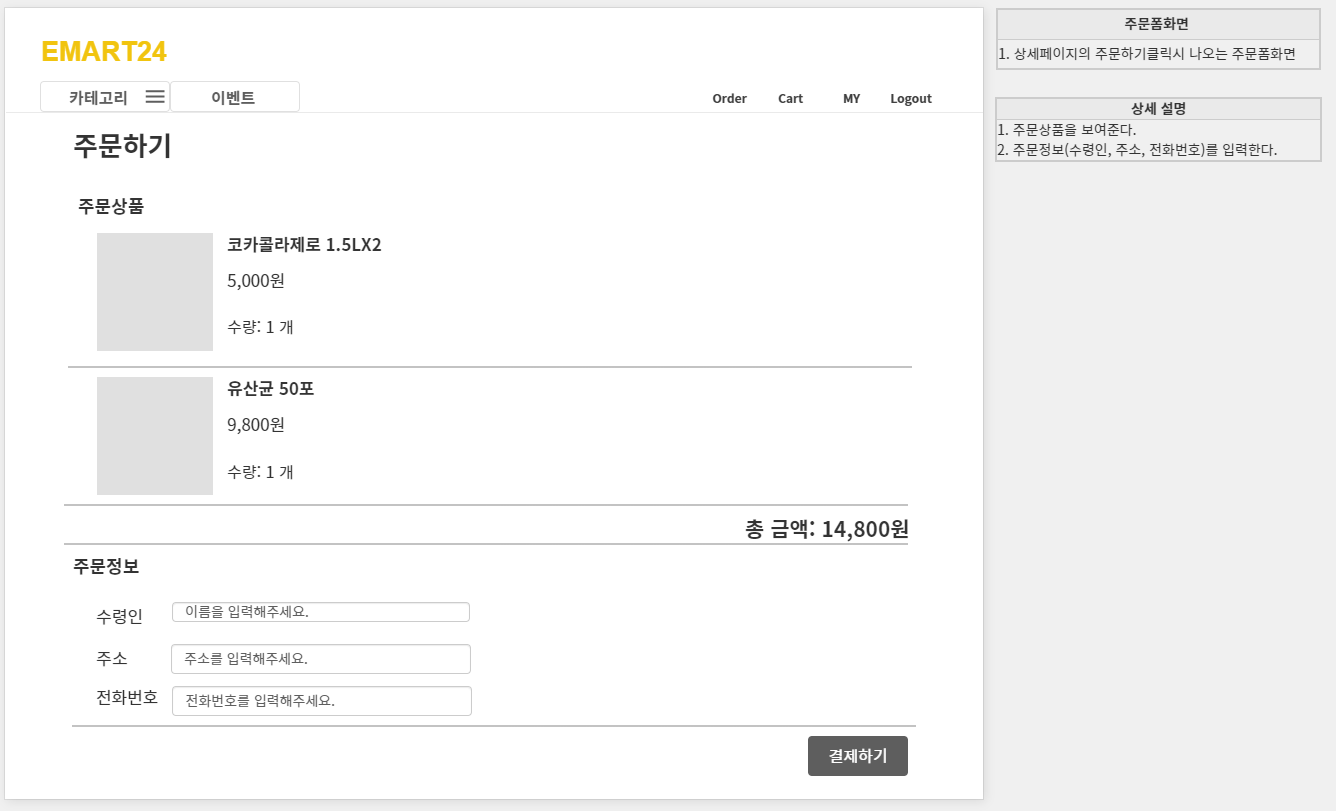 EMART24
카테고리
이벤트
Order Cart MY Logout
주문하기
주문상품
코카콜라제로 1.5LX2
5,000원
수량: 1 개
유산균 50포
9,800원
수량: 1 개
총 금액: 14,800원
주문정보
수령인 이름을 입력해주세요.
주소 주소를 입력해주세요.
전화번호 전화번호를 입력해주세요.
결제하기
주문폼화면
1. 상세페이지의 주문하기클릭시 나오는 주문폼화면
상세 설명
1. 주문상품을 보여준다.
2. 주문정보(수령인, 주소, 전화번호)를 입력한다.